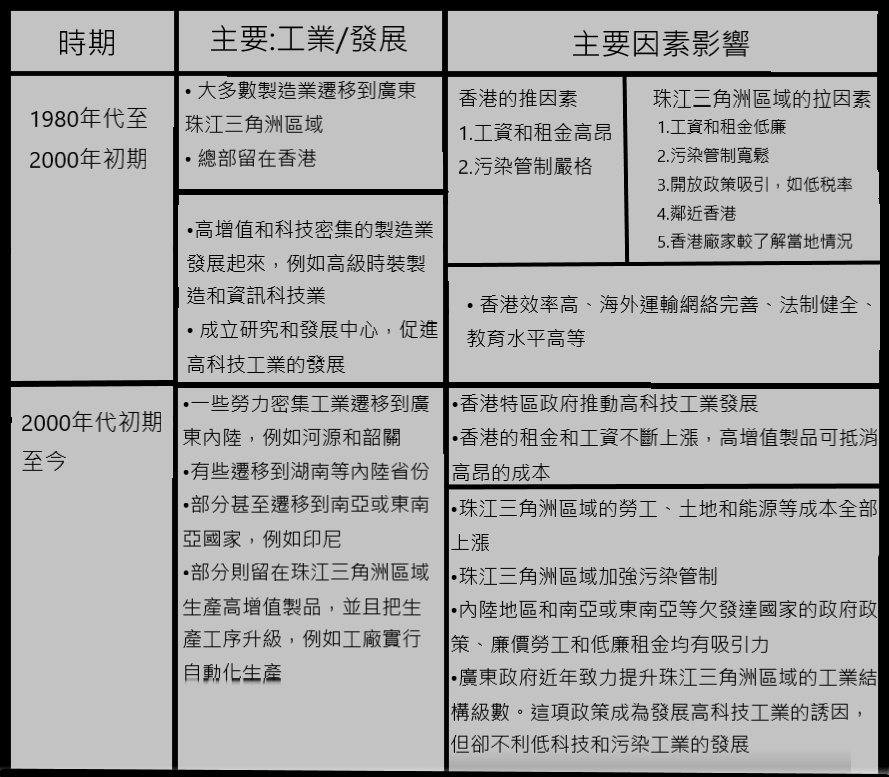 時期
主要:工業/發展
主要因素影響
1980年代至
2000年初期
• 大多數製造業遷移到廣東
珠江三角洲區域
• 總部留在香港
香港的推因素
1.工資和租金高昂
2.污染管制嚴格
珠江三角洲區域的拉因素
1.工資和租金低廉
2.污染管制寬鬆
3.開放政策吸引，如低税率
4.鄰近香港
5.香港廠家較了解當地情況
•高增值和科技密集的製造業
發展起來，例如高級時裝製
造和資訊科技業
• 成立研究和發展中心，促進
高科技工業的發展
• 香港效率高、海外運輸網絡完善、法制健全、
教育水平高等
2000年代初期
至今
•一些勞力密集工業遷移到廣
東內陸，例如河源和韶關
•有些遷移到湖南等內陸省份
•部分甚至遷移到南亞或東南
亞國家，例如印尼
•部分則留在珠江三角洲區域
生產高增值製品，並且把生
產工序升級，例如工廠實行
自動化生產
•香港特區政府推動高科技工業發展
•香港的租金和工資不斷上漲，高增值製品可抵消
高昂的成本
•珠江三角洲區域的勞工、土地和能源等成本全部
上漲
•珠江三角洲區域加強污染管制
•內陸地區和南亞或東南亞等欠發達國家的政府政
策、廉價勞工和低廉租金均有吸引力
•廣東政府近年致力提升珠江三角洲區域的工業結
構級數。這項政策成為發展高科技工業的誘因，
但卻不利低科技和污染工業的發展